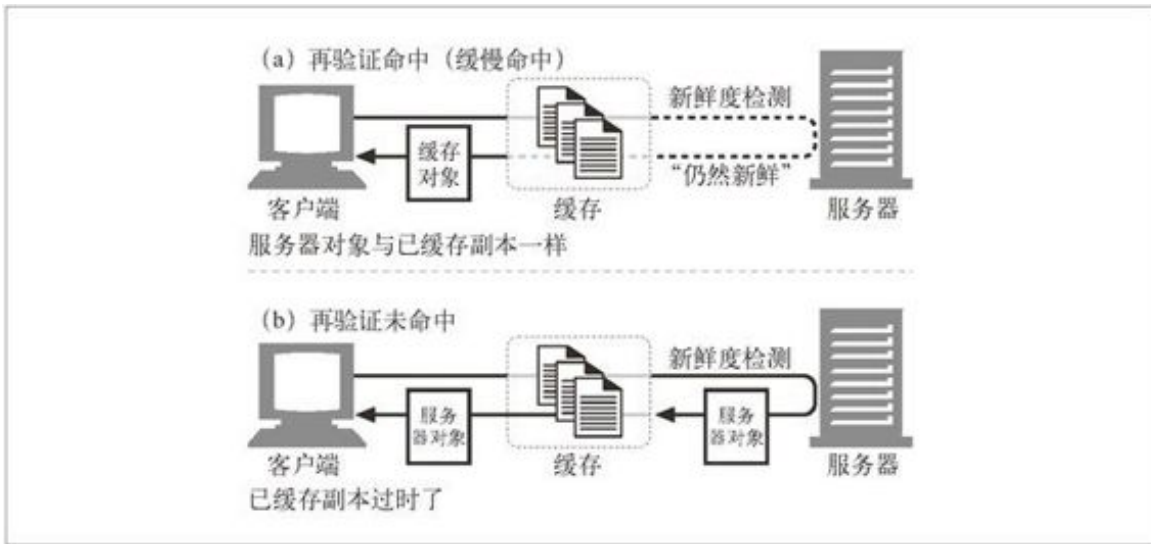 (a) 再验证命中（缓慢命中）
新鲜度检测
缓存
对象
“仍然新鲜”
客户端
缓存
服务器
服务器对象与已缓存副本一样
(b) 再验证未命中
新鲜度检测
服务
器对象
服务
器对象
客户端
缓存
服务器
已缓存副本过时了